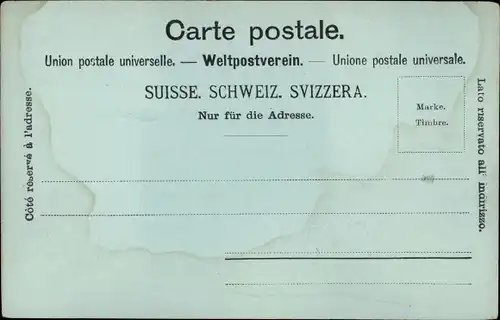 Carte postale.
Union postale universelle. — Weltpostverein. — Unione postale universale.
SUISSE. SCHWEIZ. SVIZZERA.
Nur für die Adresse.
Marke.
Timbre.
Côté réservé à l'adresse.
Lato riservato all' indirizzo.